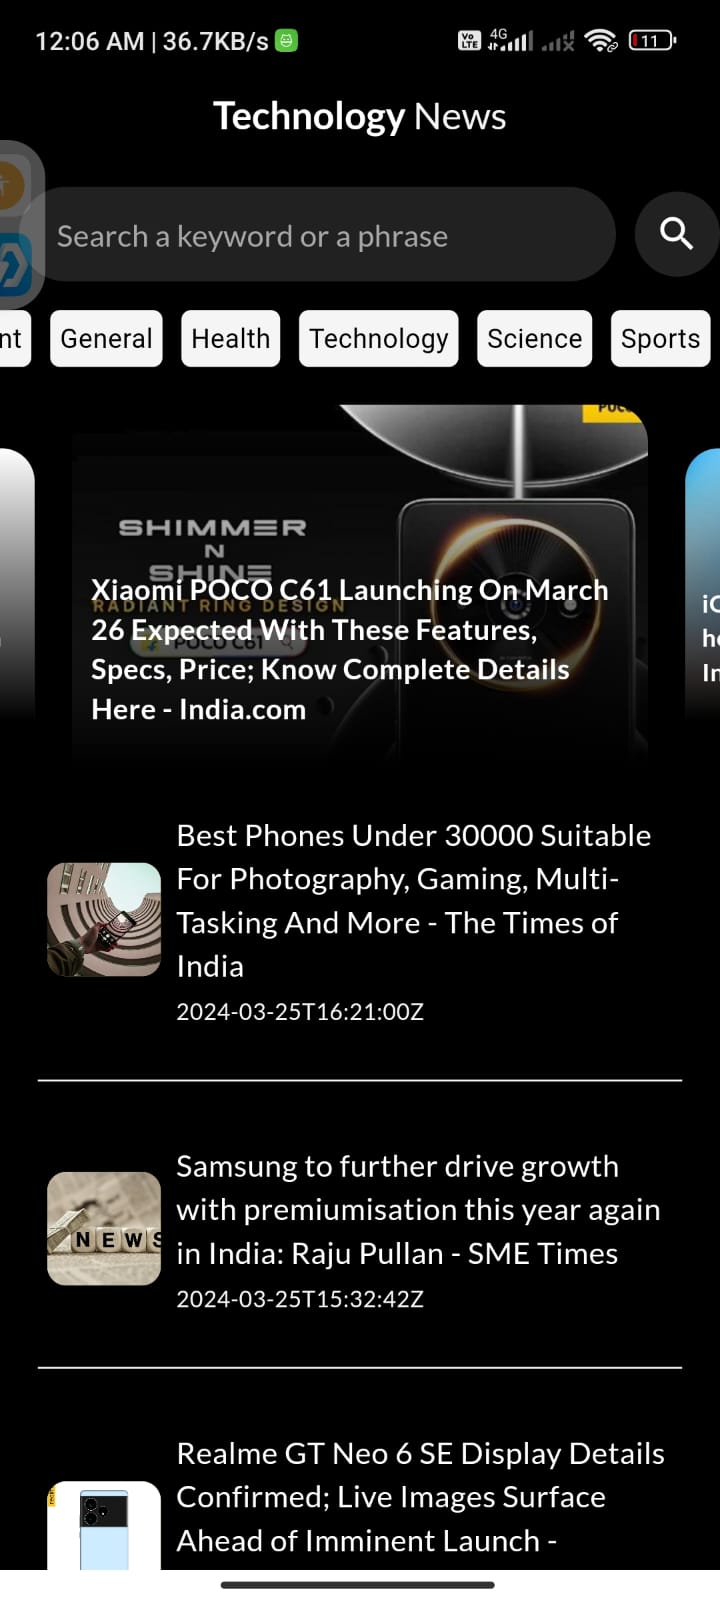 12:06 AM | 36.7KB/s
Vo LTE 4G 11
Technology News
Search a keyword or a phrase
nt General Health Technology Science Sports
SHIMMER
N
SHINE
RADIANT RING DESIGN
POCO C61
Xiaomi POCO C61 Launching On March
26 Expected With These Features,
Specs, Price; Know Complete Details
Here - India.com
Best Phones Under 30000 Suitable
For Photography, Gaming, Multi-
Tasking And More - The Times of
India
2024-03-25T16:21:00Z
NEWS
Samsung to further drive growth
with premiumisation this year again
in India: Raju Pullan - SME Times
2024-03-25T15:32:42Z
Realme GT Neo 6 SE Display Details
Confirmed; Live Images Surface
Ahead of Imminent Launch -